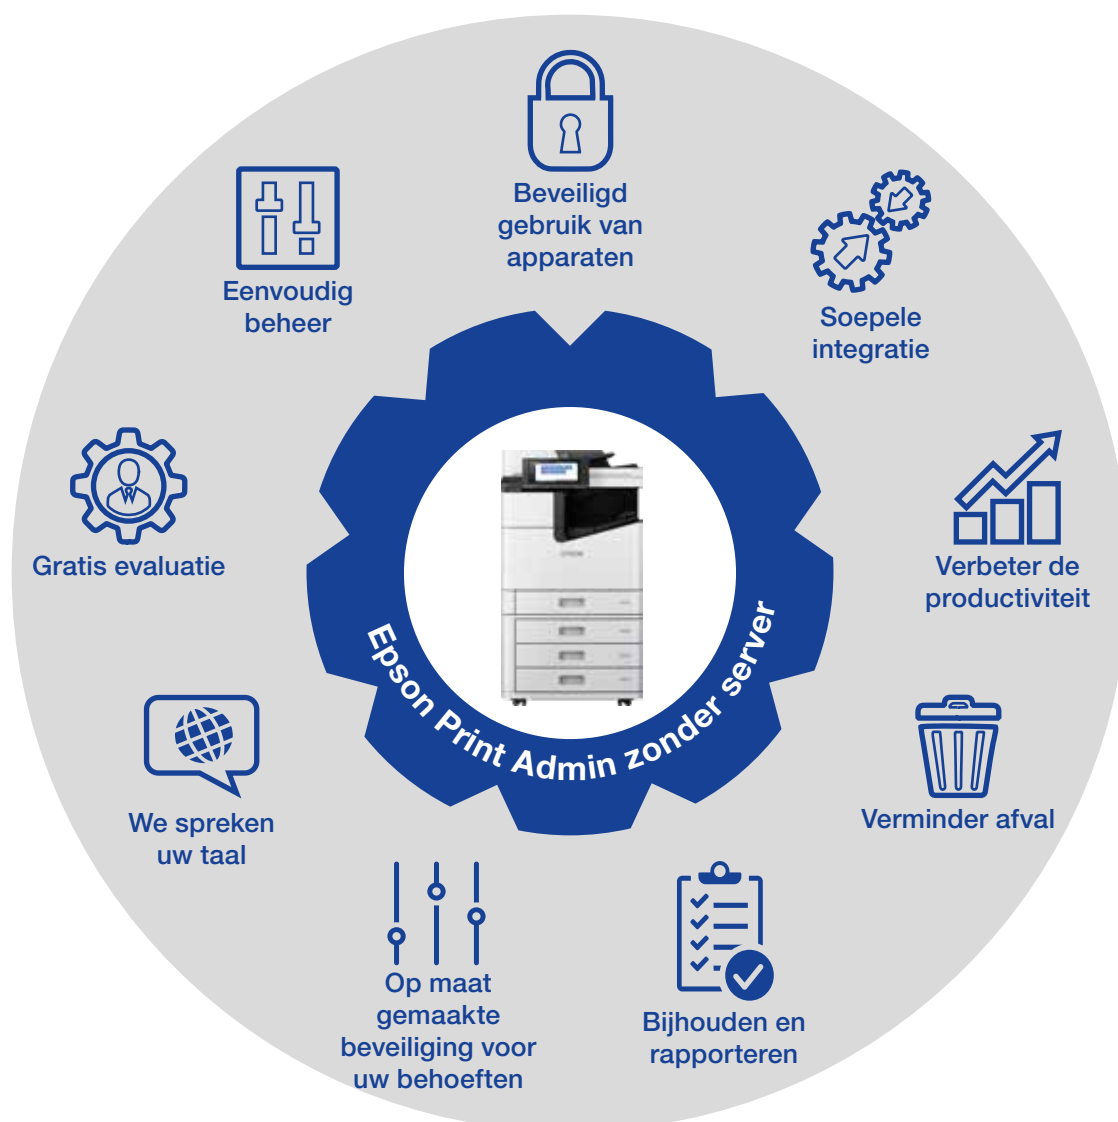 Beveiligd
gebruik van
apparaten
Soepele
integratie
Verbeter de
productiviteit
Verminder afval
Bijhouden en
rapporteren
Op maat
gemaakte
beveiliging voor
uw behoeften
We spreken
uw taal
Gratis evaluatie
Eenvoudig
beheer
EPSON
Epson Print Admin zonder server